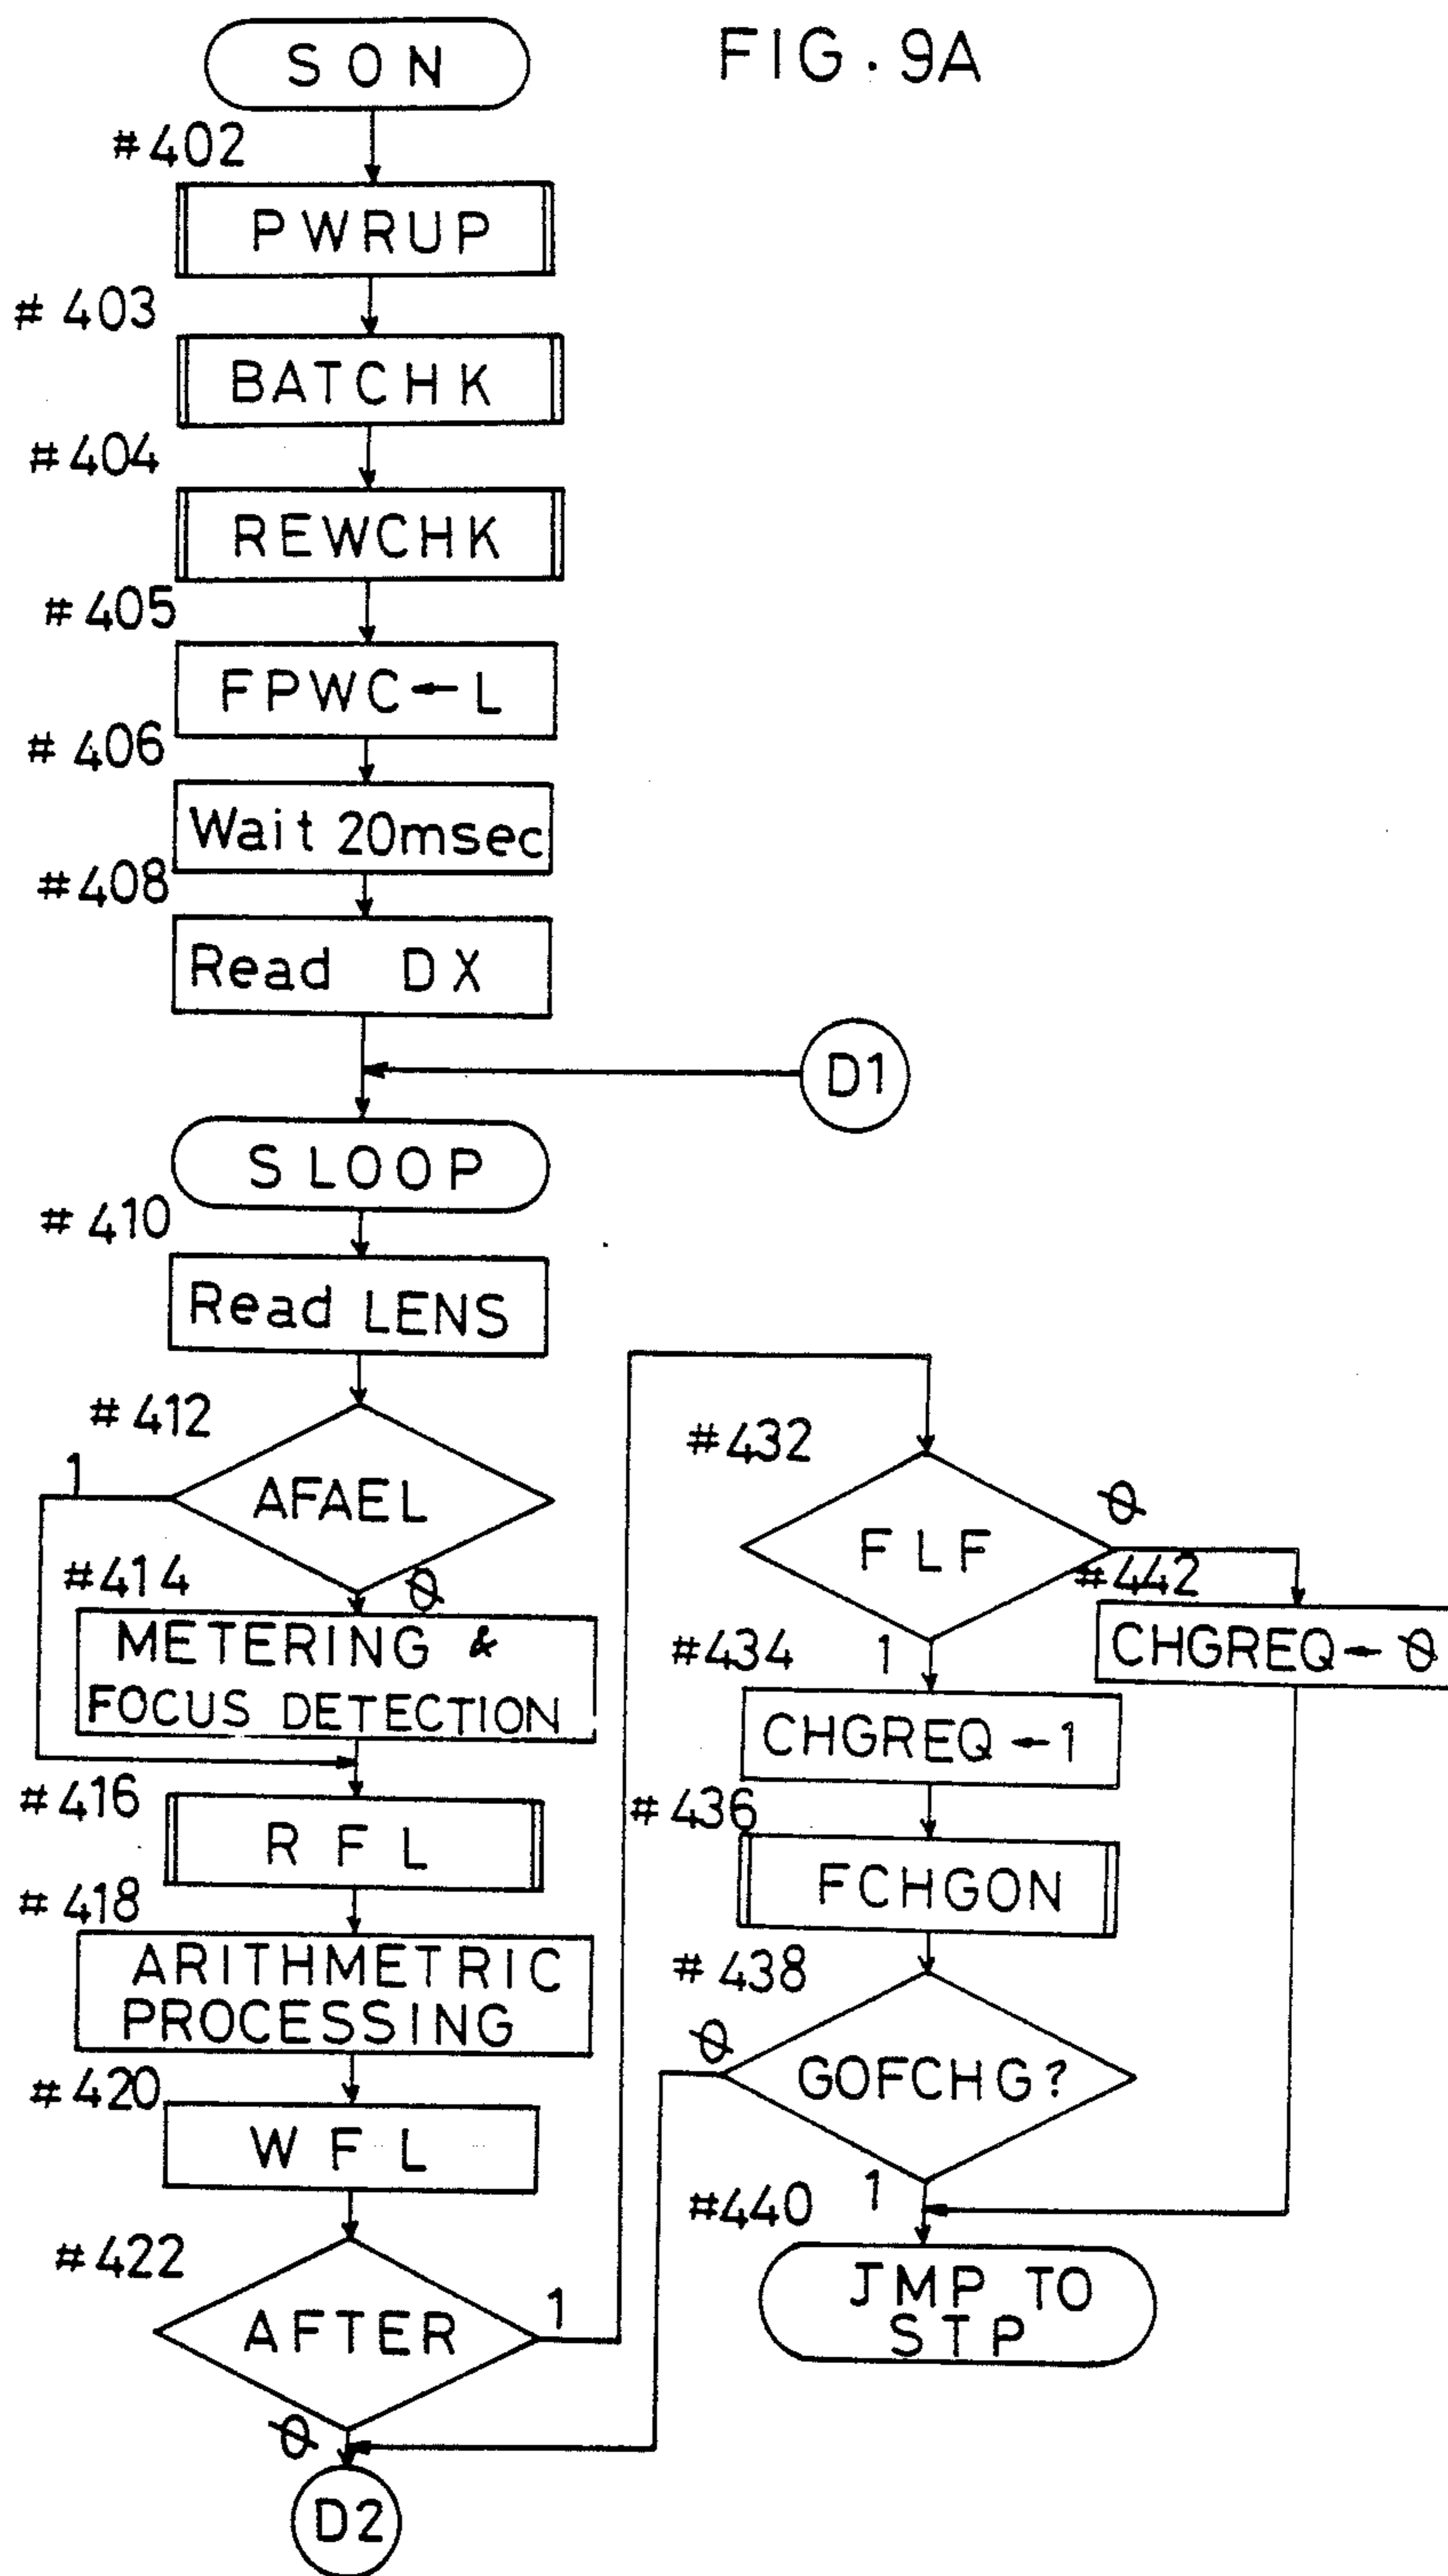 FIG. 9A
SON
#402
PWRUP
#403
BATCHK
#404
REWCHK
#405
FPWC←L
#406
Wait 20msec
#408
Read DX
D1
SLOOP
#410
Read LENS
#412
AFAEL
1
0
#414
METERING &
FOCUS DETECTION
#416
RFL
#418
ARITHMETRIC
PROCESSING
#420
WFL
#422
AFTER
1
0
D2
#432
FLF
0
1
#442
CHGREQ←0
#434
CHGREQ←1
#436
FCHGON
#438
GOFCHG?
0
1
#440
JMP TO
STP